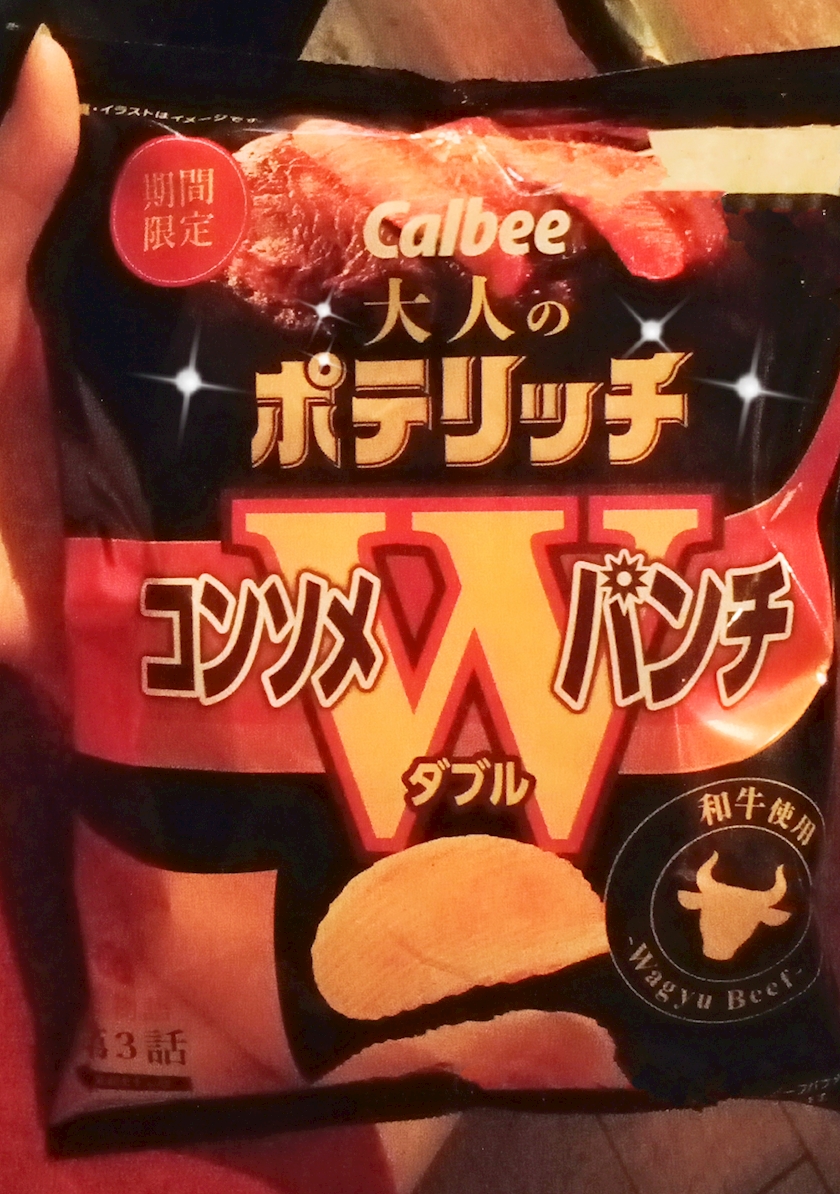 ・イラストはイメージです
期間
限定
Calbee
大人の
ポテリッチ
W
コンソメ パンチ
ダブル
和牛使用
-Wagyu Beef-
第3話